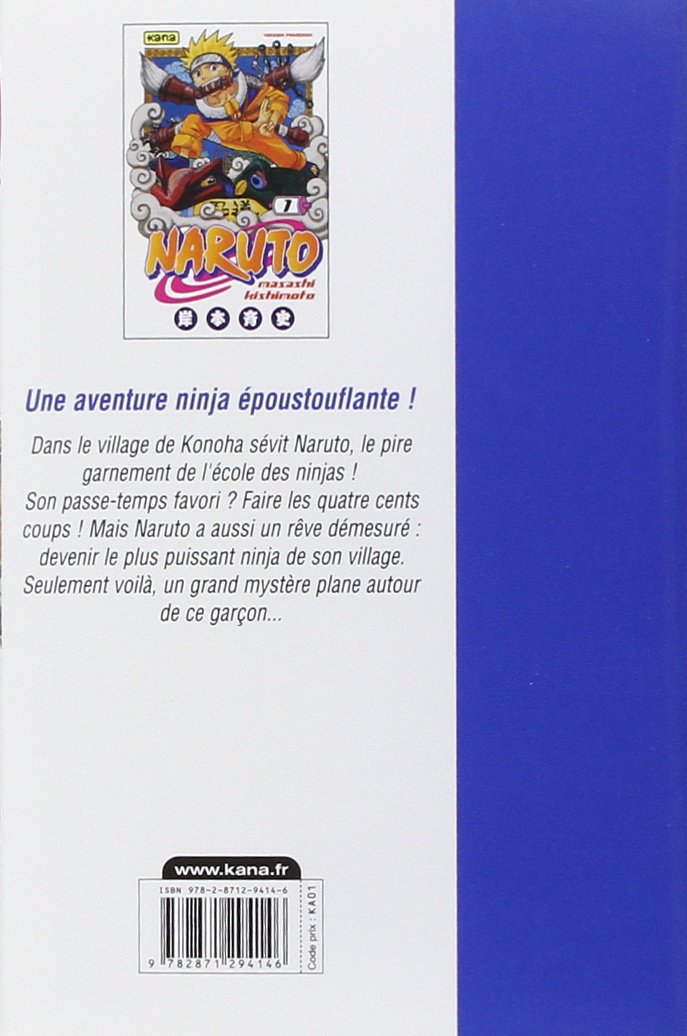 kana
VERSION FRANÇAISE
1
NARUTO
masashi
kishimoto
岸本斉史
Une aventure ninja époustouflante !
Dans le village de Konoha sévit Naruto, le pire
garnement de l'école des ninjas !
Son passe-temps favori ? Faire les quatre cents
coups ! Mais Naruto a aussi un rêve démesuré :
devenir le plus puissant ninja de son village.
Seulement voilà, un grand mystère plane autour
de ce garçon...
www.kana.fr
ISBN 978-2-8712-9414-6
9 782871 294146
Code prix : KA01